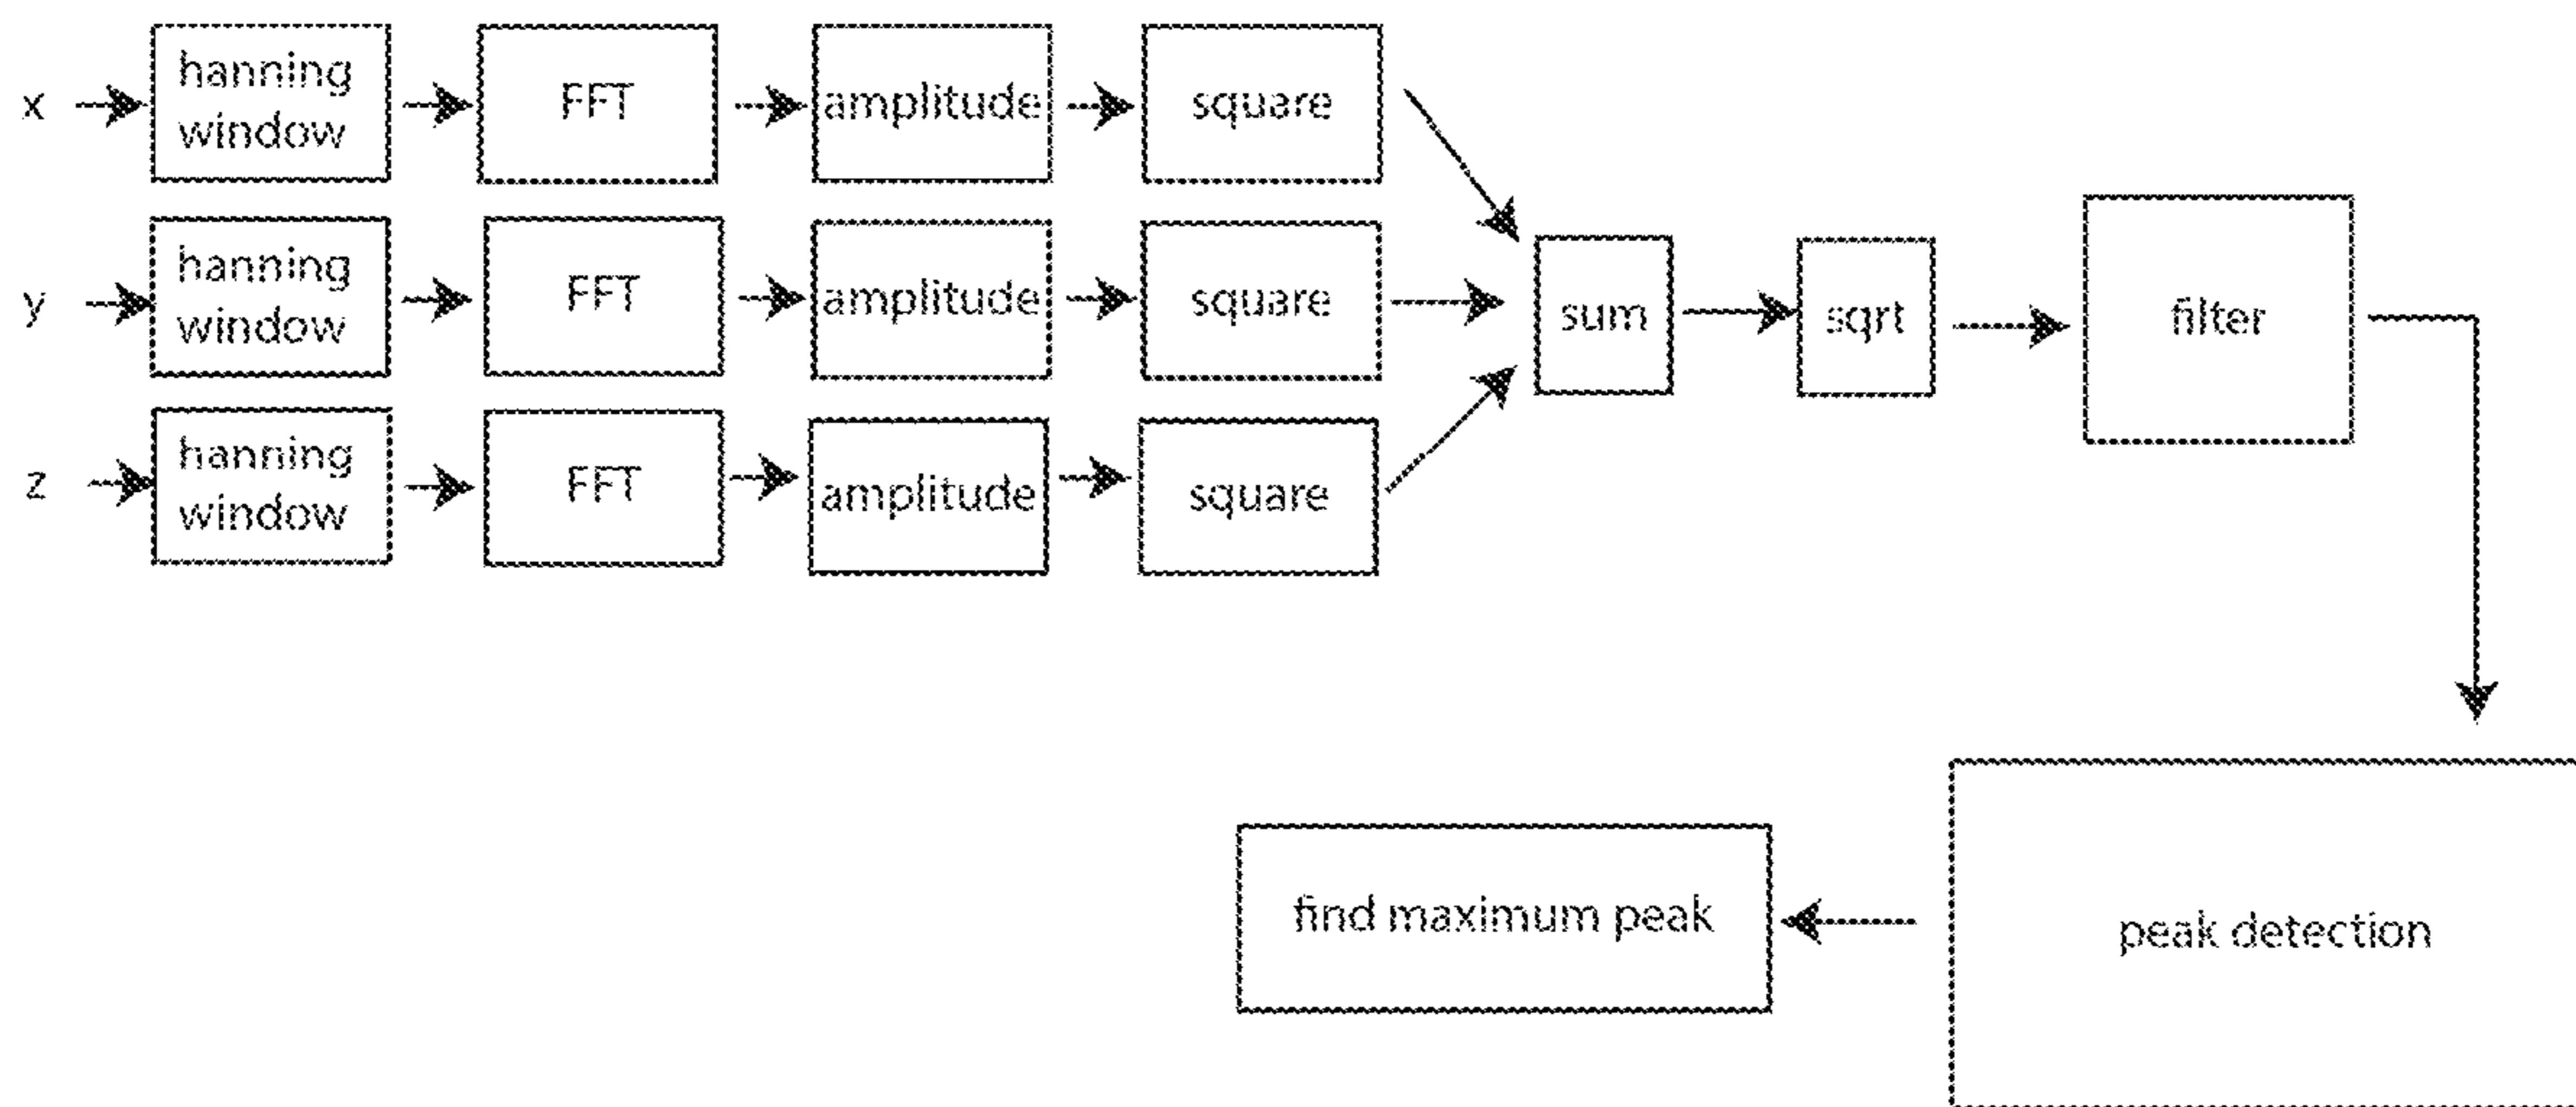 x
hanning
window
FFT
amplitude
square
y
hanning
window
FFT
amplitude
square
sum
sqrt
filter
z
hanning
window
FFT
amplitude
square
find maximum peak
peak detection